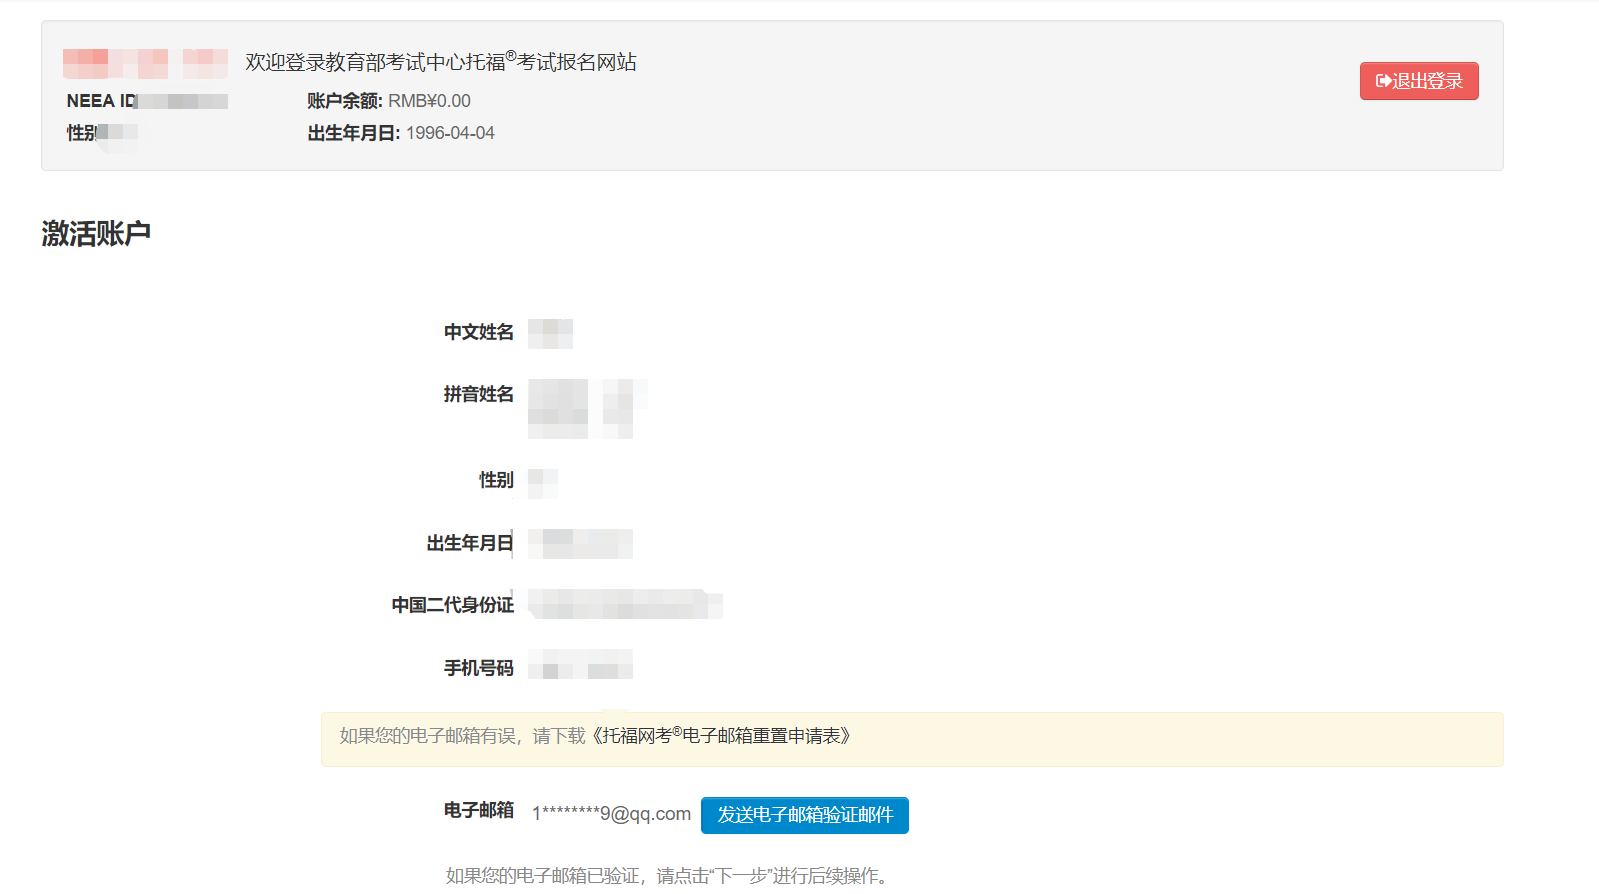 欢迎登录教育部考试中心托福®考试报名网站
退出登录
NEEA ID
账户余额: RMB¥0.00
性别
出生年月日: 1996-04-04
激活账户
中文姓名
拼音姓名
性别
出生年月日
中国二代身份证
手机号码
如果您的电子邮箱有误，请下载《托福网考®电子邮箱重置申请表》
电子邮箱 1********9@qq.com 发送电子邮箱验证邮件
如果您的电子邮箱已验证，请点击“下一步”进行后续操作。